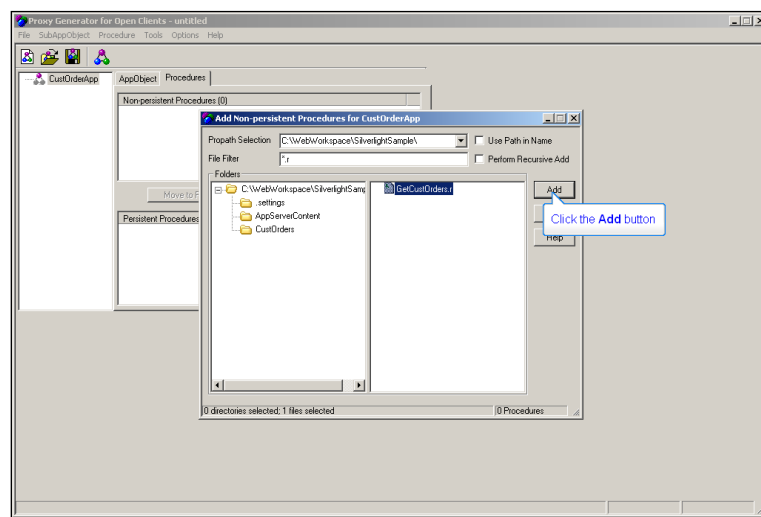 Proxy Generator for Open Clients - untitled
File SubAppObject Procedure Tools Options Help
CustOrderApp
AppObject Procedures
Non-persistent Procedures (0)
Add Non-persistent Procedures for CustOrderApp
Propath Selection C:\WebWorkspace\SilverlightSample\ Use Path in Name
File Filter *.r Perform Recursive Add
Folders
C:\WebWorkspace\SilverlightSamp GetCustOrders.r Add
.settings
Move to
AppServerContent
Persistent Procedures
Click the Add button
CustOrders
Help
0 directories selected; 1 files selected 0 Procedures